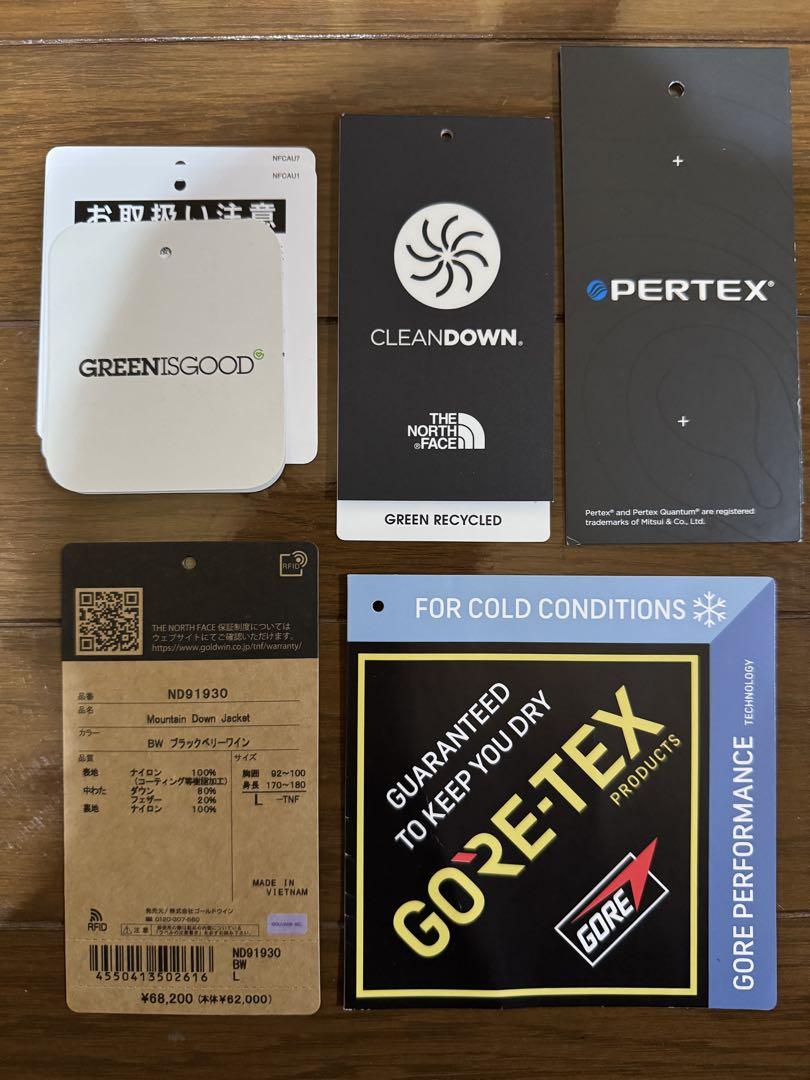 NFCAU7
NFCAU1
お取扱い注意
GREENISGOOD
CLEANDOWN®
THE
NORTH
FACE
GREEN RECYCLED
PERTEX®
Pertex® and Pertex Quantum® are registered
trademarks of Mitsui & Co., Ltd.
RFID
THE NORTH FACE 保証制度については
ウェブサイトにてご確認いただけます。
https://www.goldwin.co.jp/tnf/warranty/
品番 ND91930
品名
Mountain Down Jacket
カラー
BW ブラックベリーワイン
品質
表地 ナイロン 100%
(コーティング等樹脂加工)
中わた ダウン 80%
フェザー 20%
裏地 ナイロン 100%
サイズ
胸囲 92～100
身長 170～180
L -TNF
MADE IN
VIETNAM
RFID
発売元/株式会社ゴールドウイン
0120-307-560
注意
ND91930
BW
L
4550413502616
¥68,200 (本体¥62,000)
FOR COLD CONDITIONS
GUARANTEED
TO KEEP YOU DRY
GORE-TEX
PRODUCTS
GORE
GORE PERFORMANCE TECHNOLOGY